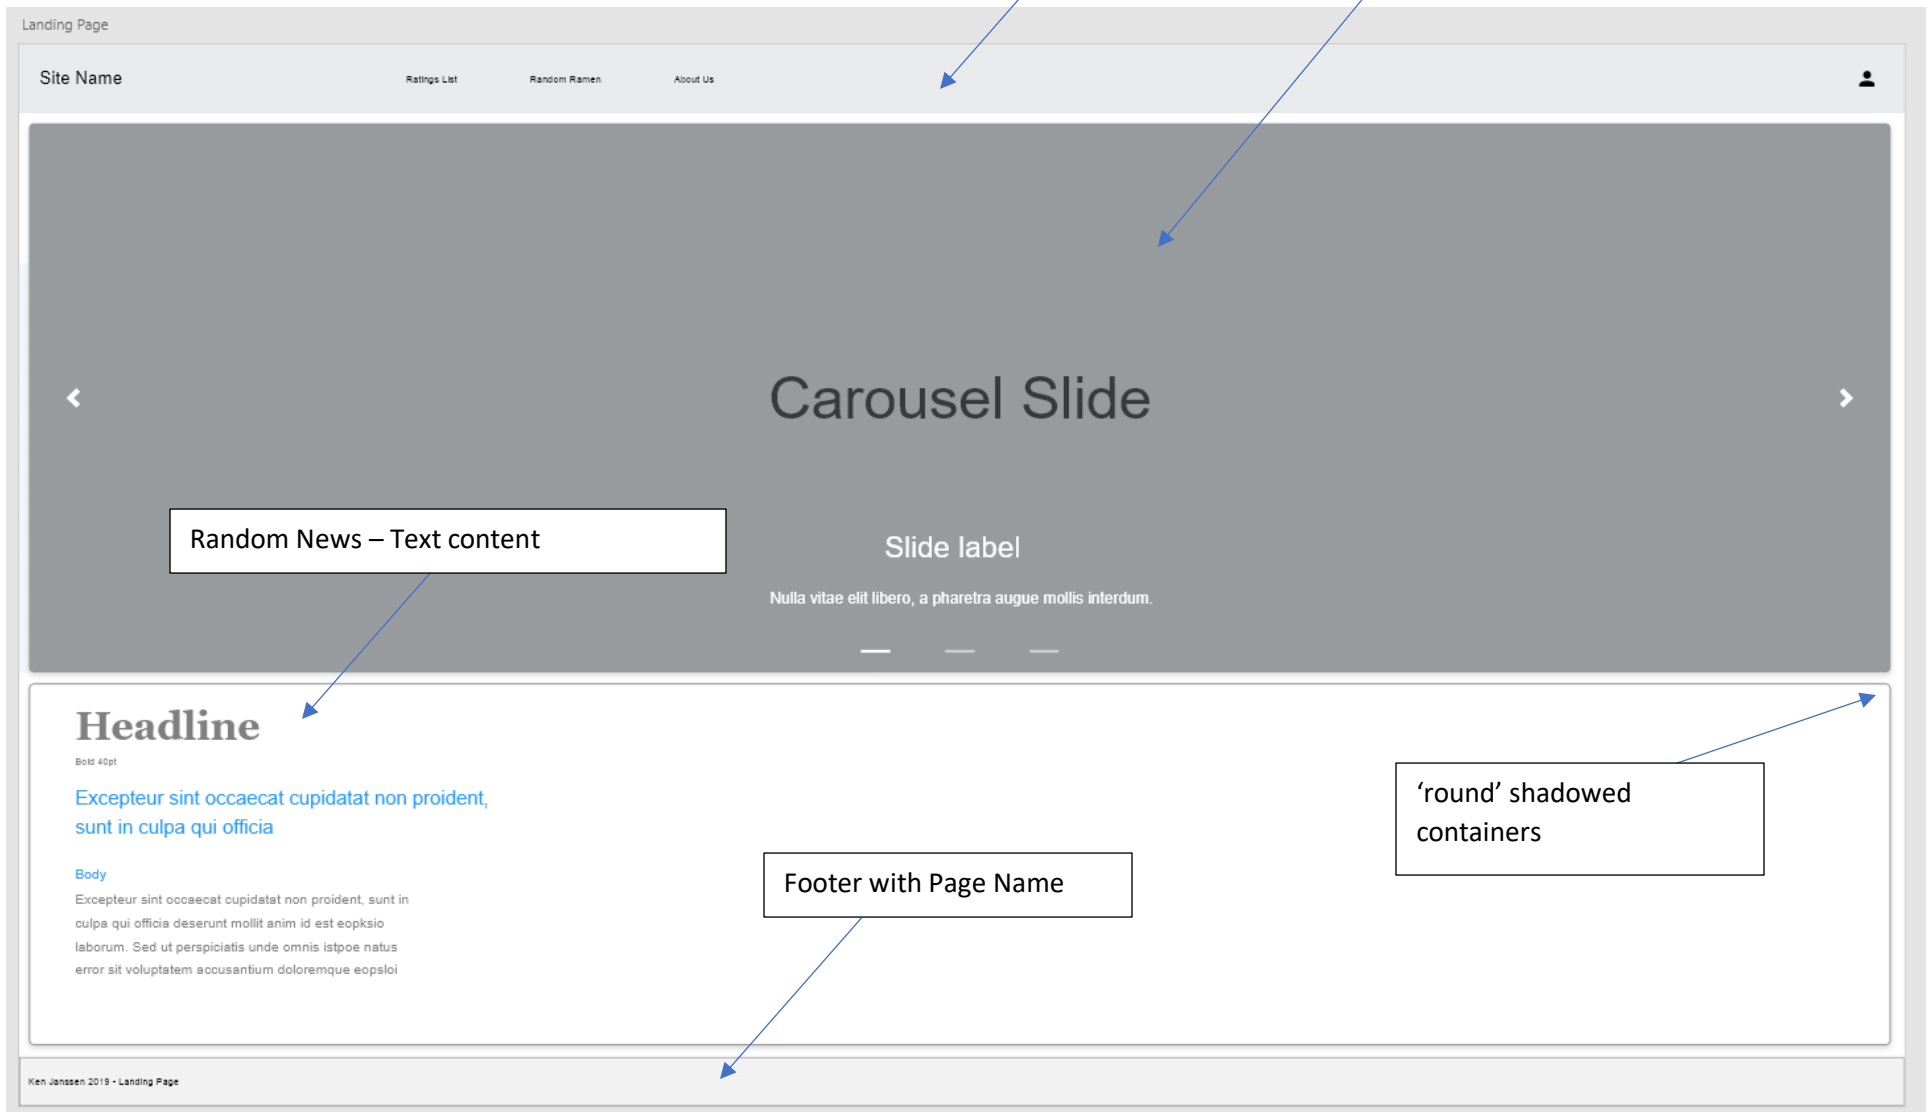 Landing Page
Site Name
Ratings List
Random Ramen
About Us
Carousel Slide
Random News – Text content
Slide label
Nulla vitae elit libero, a pharetra augue mollis interdum.
Headline
Bold 40pt
Excepteur sint occaecat cupidatat non proident,
sunt in culpa qui officia
‘round’ shadowed
containers
Body
Excepteur sint occaecat cupidatat non proident, sunt in
culpa qui officia deserunt mollit anim id est eopksio
laborum. Sed ut perspiciatis unde omnis istpoe natus
error sit voluptatem accusantium doloremque eopsloi
Footer with Page Name
Ken Janssen 2019 - Landing Page